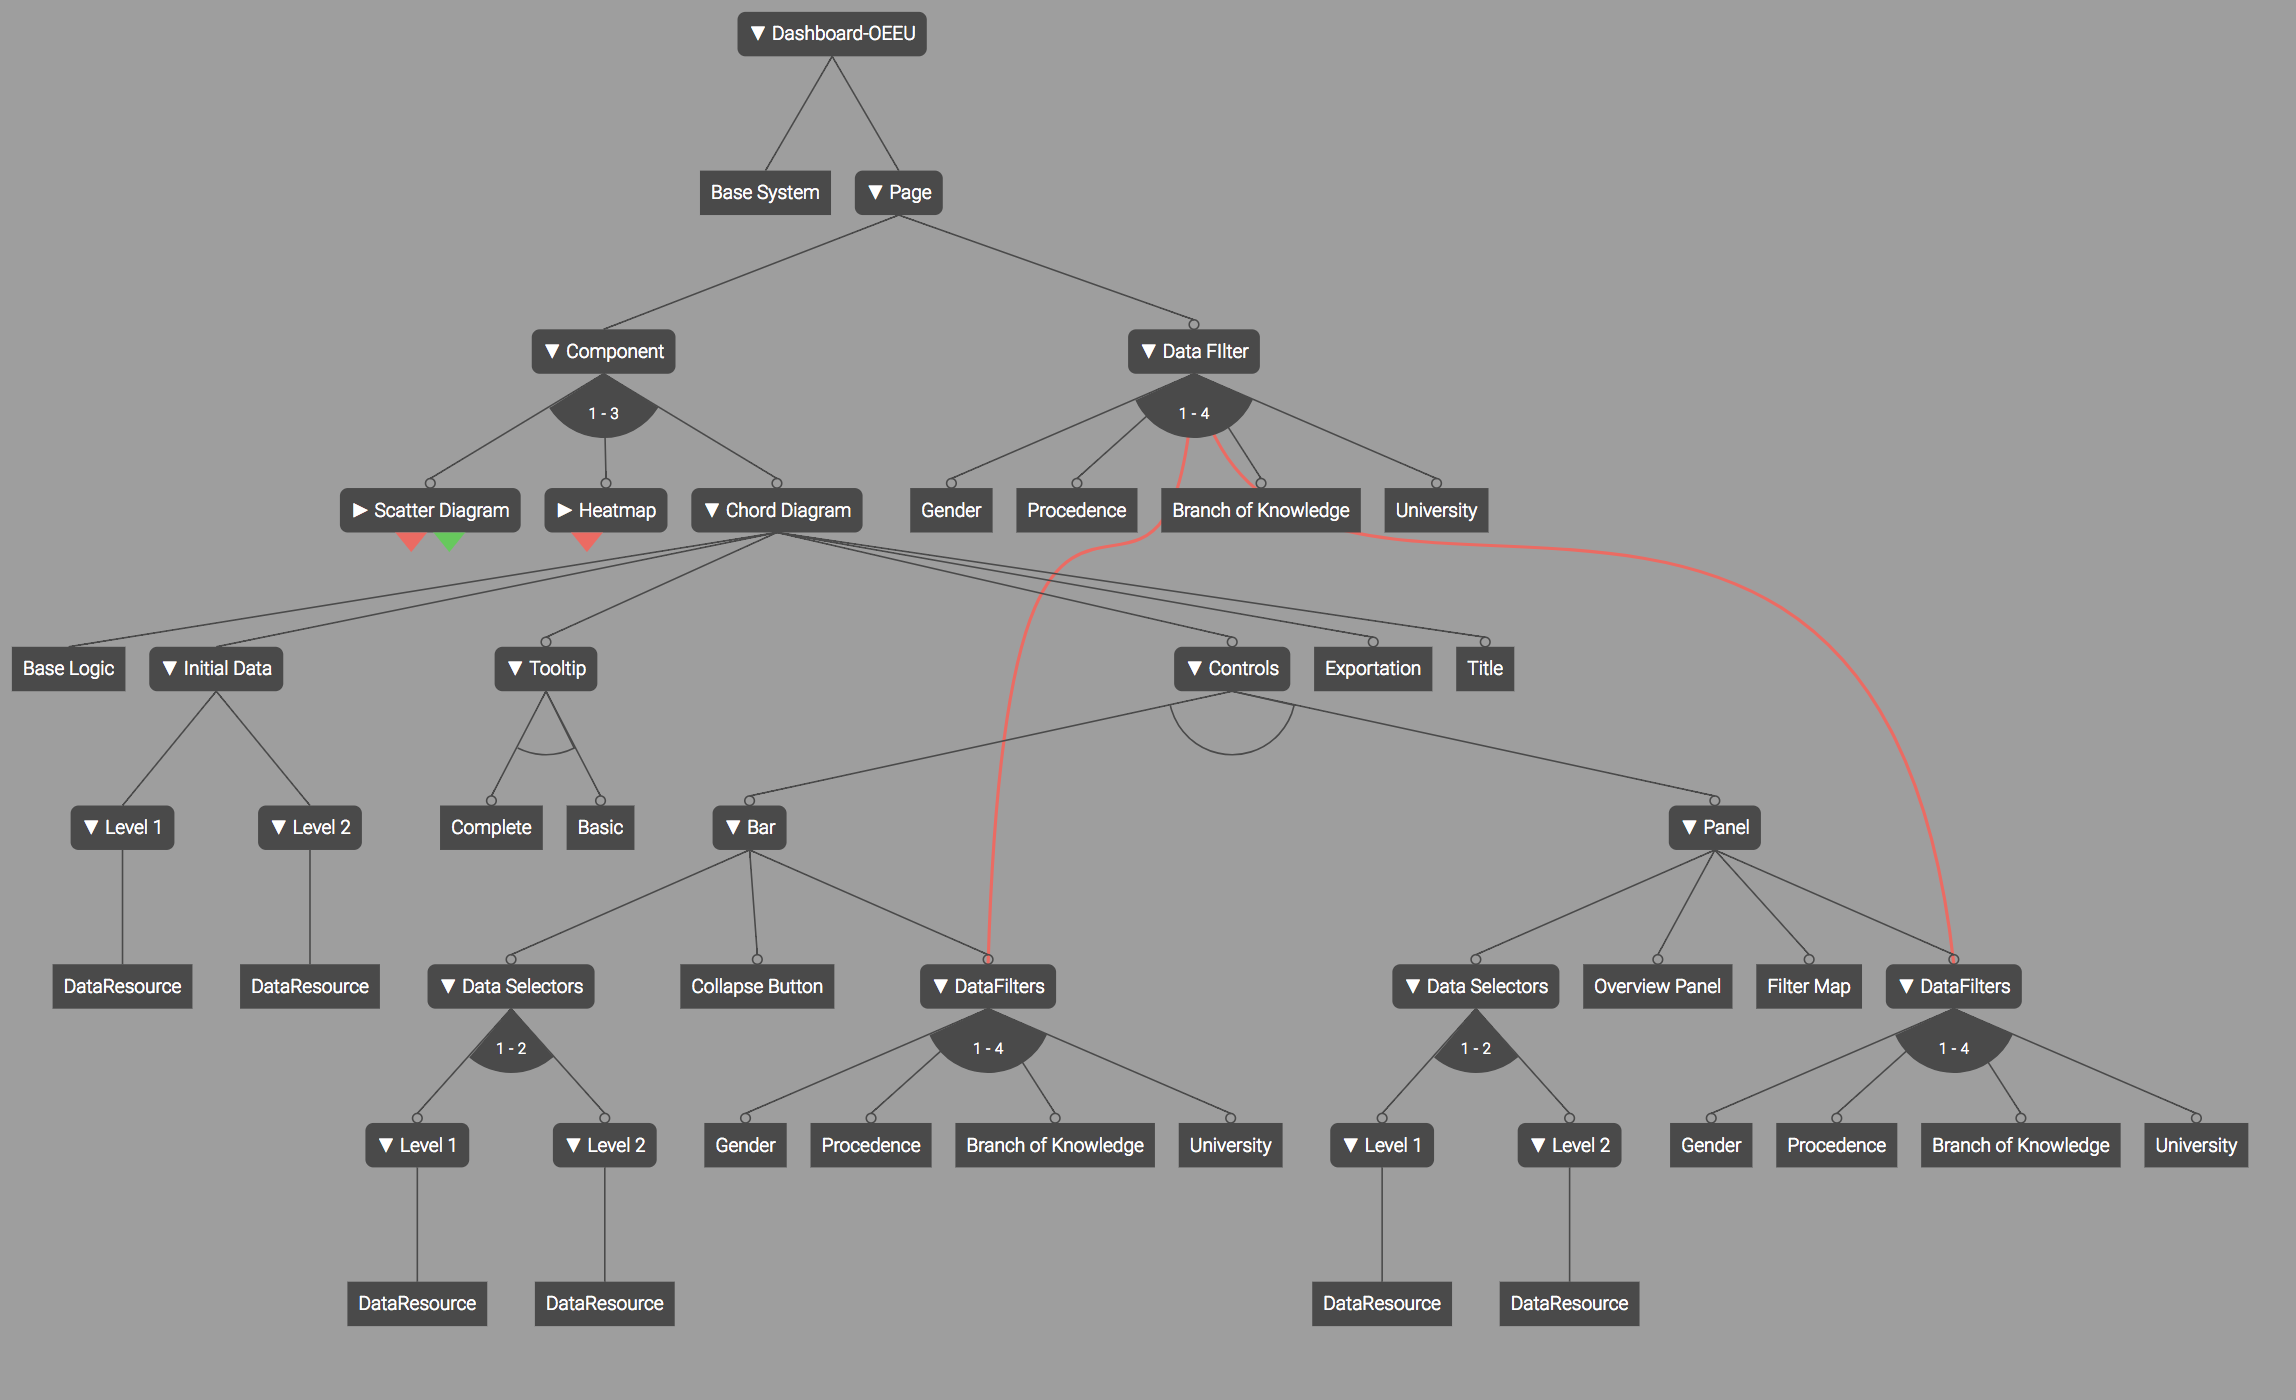 ▼ Dashboard-OEEU
Base System
▼ Page
▼ Component
▼ Data FIlter
1 - 3
1 - 4
▶ Scatter Diagram
▶ Heatmap
▼ Chord Diagram
Gender
Procedence
Branch of Knowledge
University
Base Logic
▼ Initial Data
▼ Tooltip
▼ Controls
Exportation
Title
▼ Level 1
▼ Level 2
Complete
Basic
▼ Bar
▼ Panel
DataResource
DataResource
▼ Data Selectors
Collapse Button
▼ DataFilters
▼ Data Selectors
Overview Panel
Filter Map
▼ DataFilters
1 - 2
1 - 4
1 - 2
1 - 4
▼ Level 1
▼ Level 2
Gender
Procedence
Branch of Knowledge
University
▼ Level 1
▼ Level 2
Gender
Procedence
Branch of Knowledge
University
DataResource
DataResource
DataResource
DataResource